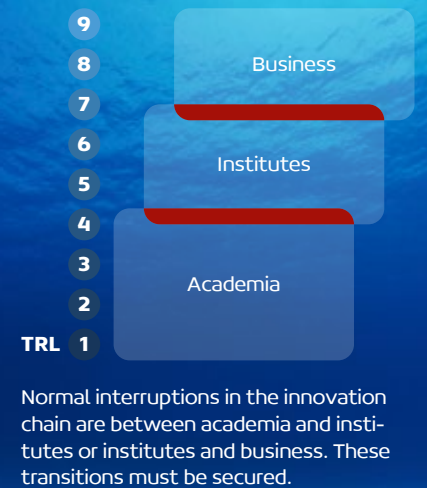 9
8
Business
7
6
Institutes
5
4
3
Academia
2
TRL 1
Normal interruptions in the innovation
chain are between academia and insti-
tutes or institutes and business. These
transitions must be secured.